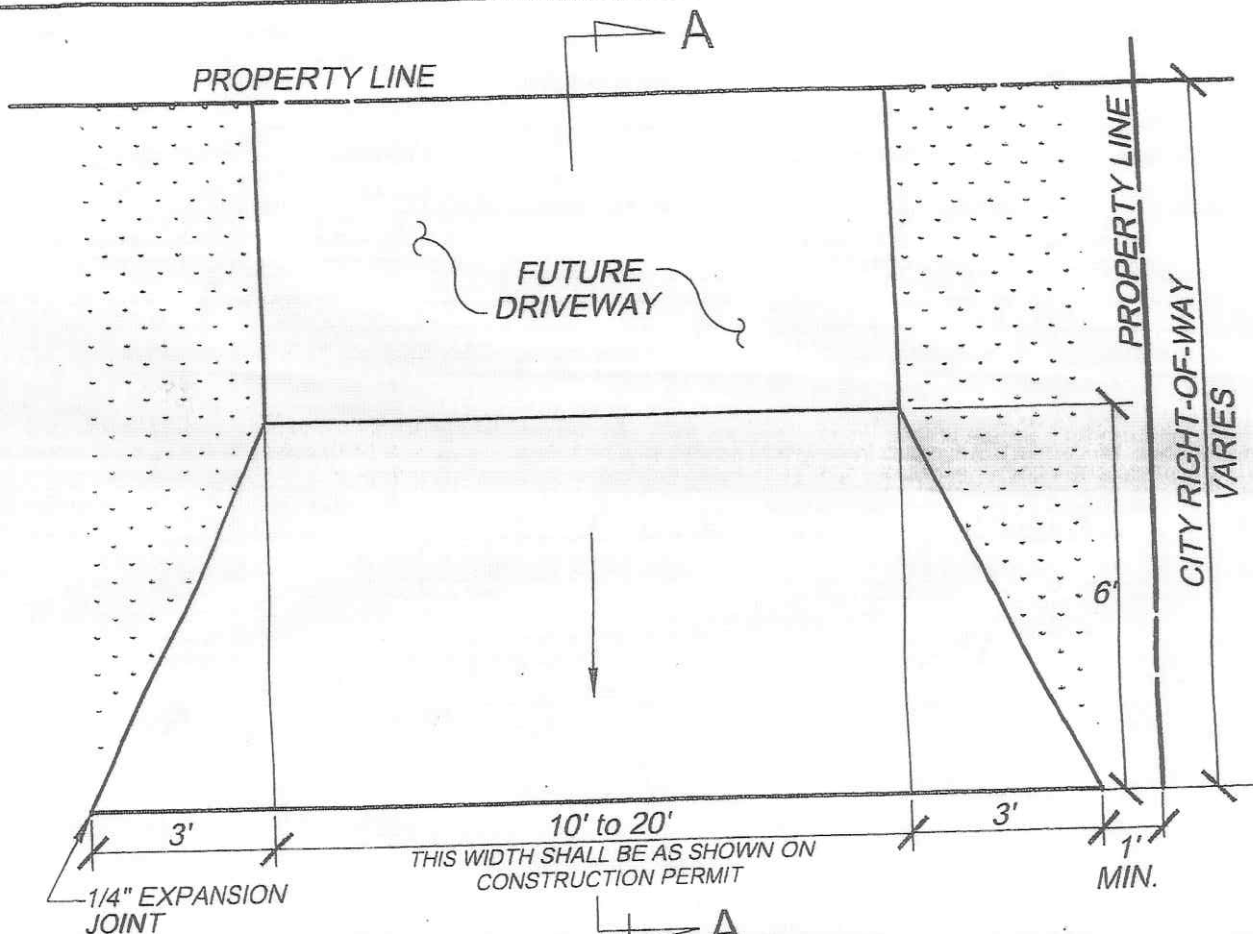 A
PROPERTY LINE
PROPERTY LINE
CITY RIGHT-OF-WAY
VARIES
FUTURE
DRIVEWAY
6'
3'
10' to 20'
3'
1'
MIN.
THIS WIDTH SHALL BE AS SHOWN ON
CONSTRUCTION PERMIT
1/4" EXPANSION
JOINT
A